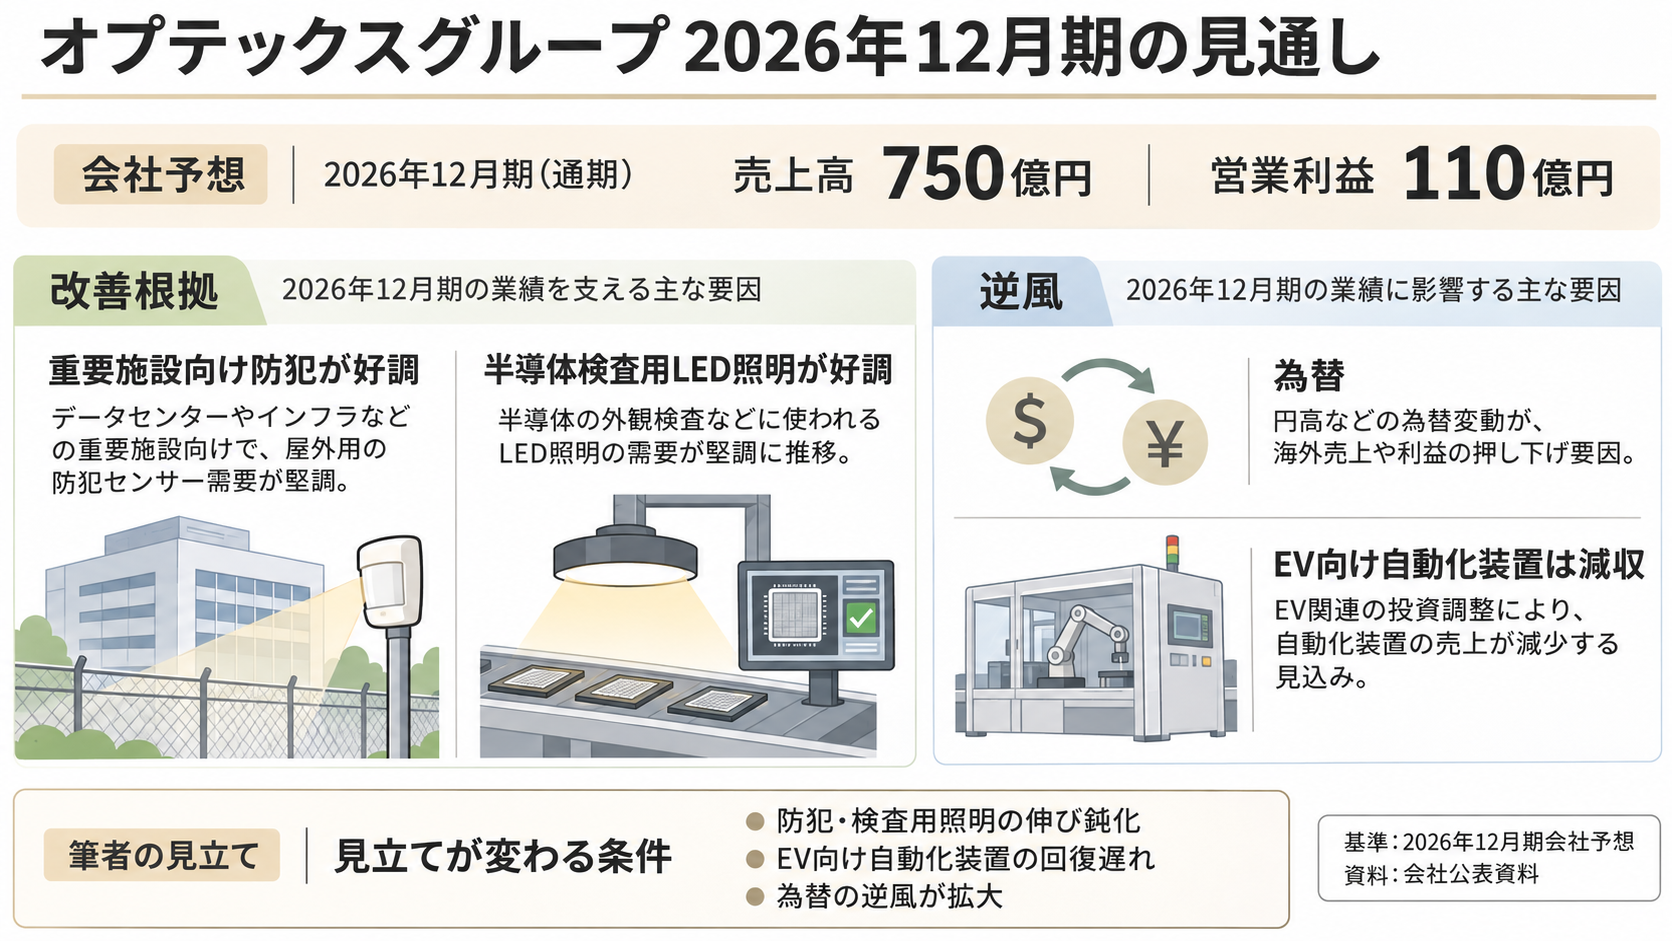 オプテックスグループ 2026年12月期の見通し
会社予想 2026年12月期(通期) 売上高 750億円 営業利益 110億円
改善根拠 2026年12月期の業績を支える主な要因
重要施設向け防犯が好調
データセンターやインフラなど
の重要施設向けで、屋外用の
防犯センサー需要が堅調。
半導体検査用LED照明が好調
半導体の外観検査などに使われる
LED照明の需要が堅調に推移。
逆風 2026年12月期の業績に影響する主な要因
$ ¥
為替
円高などの為替変動が、
海外売上や利益の押し下げ要因。
EV向け自動化装置は減収
EV関連の投資調整により、
自動化装置の売上が減少する
見込み。
筆者の見立て 見立てが変わる条件
● 防犯・検査用照明の伸び鈍化
● EV向け自動化装置の回復遅れ
● 為替の逆風が拡大
基準:2026年12月期会社予想
資料:会社公表資料